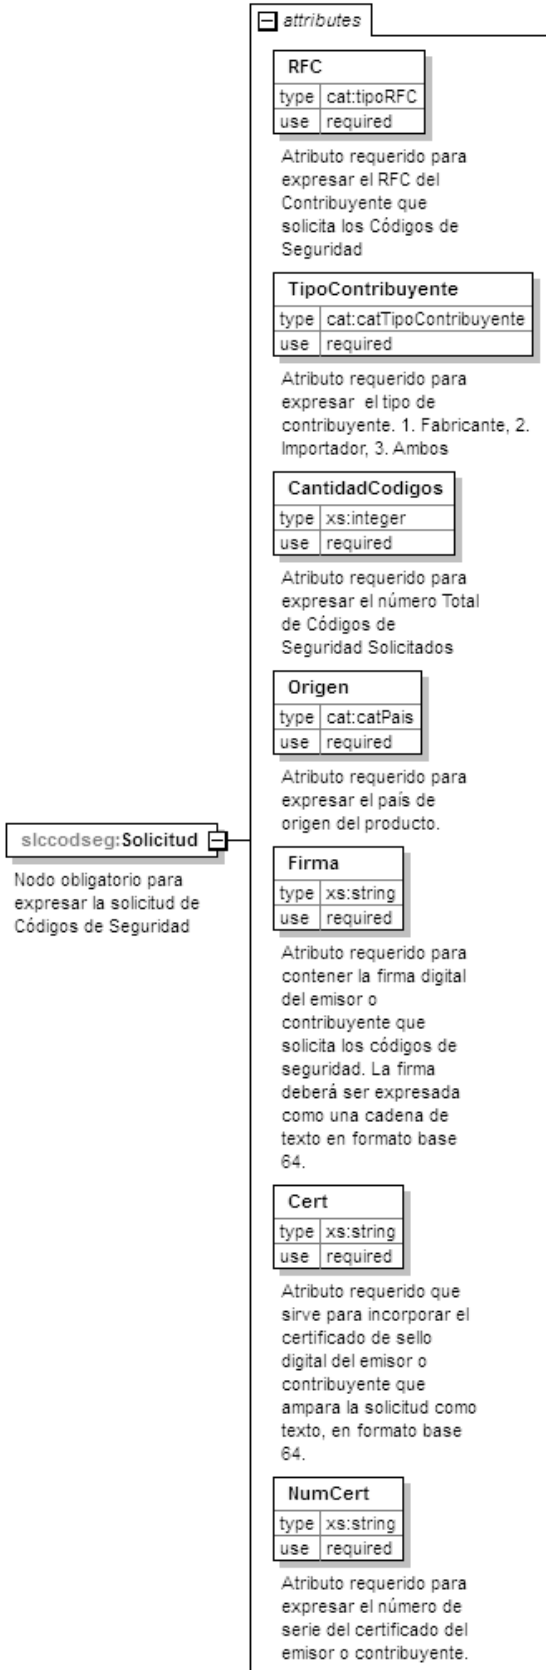 attributes
RFC
type cat:tipoRFC
use required
Atributo requerido para
expresar el RFC del
Contribuyente que
solicita los Códigos de
Seguridad
TipoContribuyente
type cat:catTipoContribuyente
use required
Atributo requerido para
expresar el tipo de
contribuyente. 1. Fabricante, 2.
Importador, 3. Ambos
CantidadCodigos
type xs:integer
use required
Atributo requerido para
expresar el número Total
de Códigos de
Seguridad Solicitados
Origen
type cat:catPais
use required
Atributo requerido para
expresar el país de
origen del producto.
slccodseg:Solicitud
Nodo obligatorio para
expresar la solicitud de
Códigos de Seguridad
Firma
type xs:string
use required
Atributo requerido para
contener la firma digital
del emisor o
contribuyente que
solicita los códigos de
seguridad. La firma
deberá ser expresada
como una cadena de
texto en formato base
64.
Cert
type xs:string
use required
Atributo requerido que
sirve para incorporar el
certificado de sello
digital del emisor o
contribuyente que
ampara la solicitud como
texto, en formato base
64.
NumCert
type xs:string
use required
Atributo requerido para
expresar el número de
serie del certificado del
emisor o contribuyente.